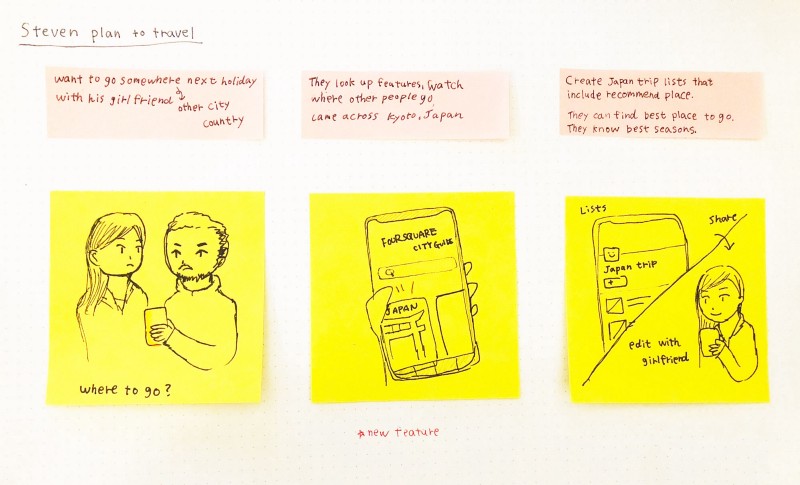 Steven plan to travel
want to go somewhere next holiday
with his girlfriend
other city
country
They look up features, watch
where other people go
came across Kyoto, Japan
Create Japan trip lists that
include recommend place.
They can find best place to go.
They know best seasons.
where to go?
FOURSQUARE
CITY GUIDE
JAPAN
Lists
share
Japan trip
edit with
girlfriend
*new feature